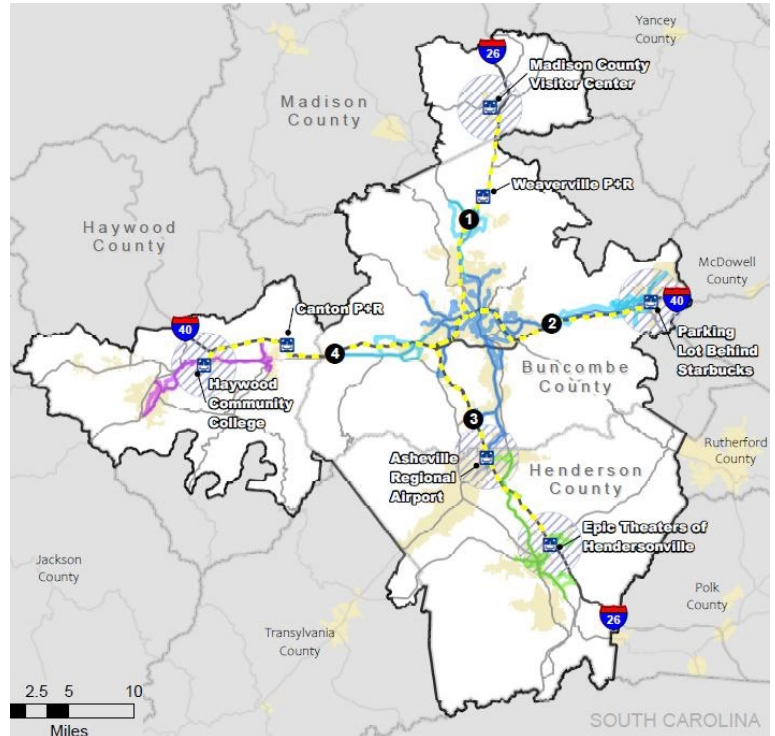 Yancey
County
26
Madison County
Visitor Center
Madison
County
Weaverville P+R
1
Haywood
County
McDowell
County
40
40
Canton P+R
2
Parking
Lot Behind
Starbucks
4
Haywood
Community
College
Buncombe
County
3
Rutherford
County
Asheville
Regional
Airport
Henderson
County
Epic Theaters of
Hendersonville
Jackson
County
Polk
County
26
Transylvania
County
2.5 5 10
Miles
SOUTH CAROLINA